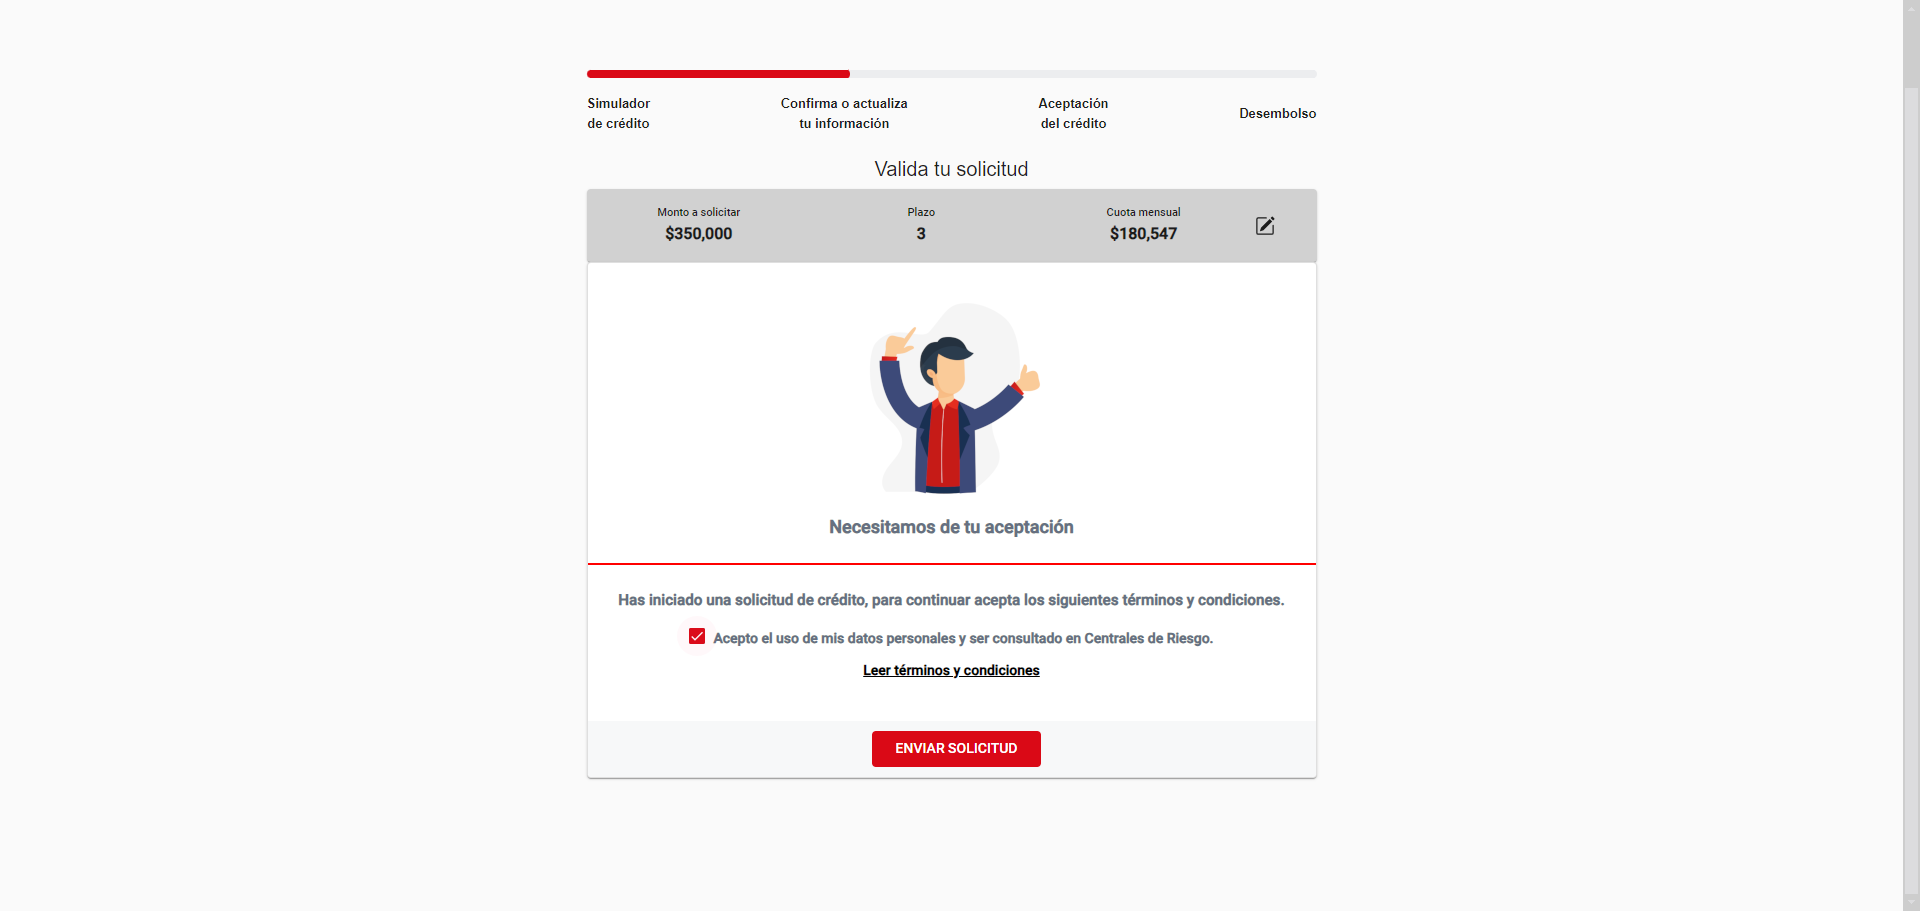 Simulador
de crédito
Confirma o actualiza
tu información
Aceptación
del crédito
Desembolso
Valida tu solicitud
Monto a solicitar
$350,000
Plazo
3
Cuota mensual
$180,547
Necesitamos de tu aceptación
Has iniciado una solicitud de crédito, para continuar acepta los siguientes términos y condiciones.
Acepto el uso de mis datos personales y ser consultado en Centrales de Riesgo.
Leer términos y condiciones
ENVIAR SOLICITUD